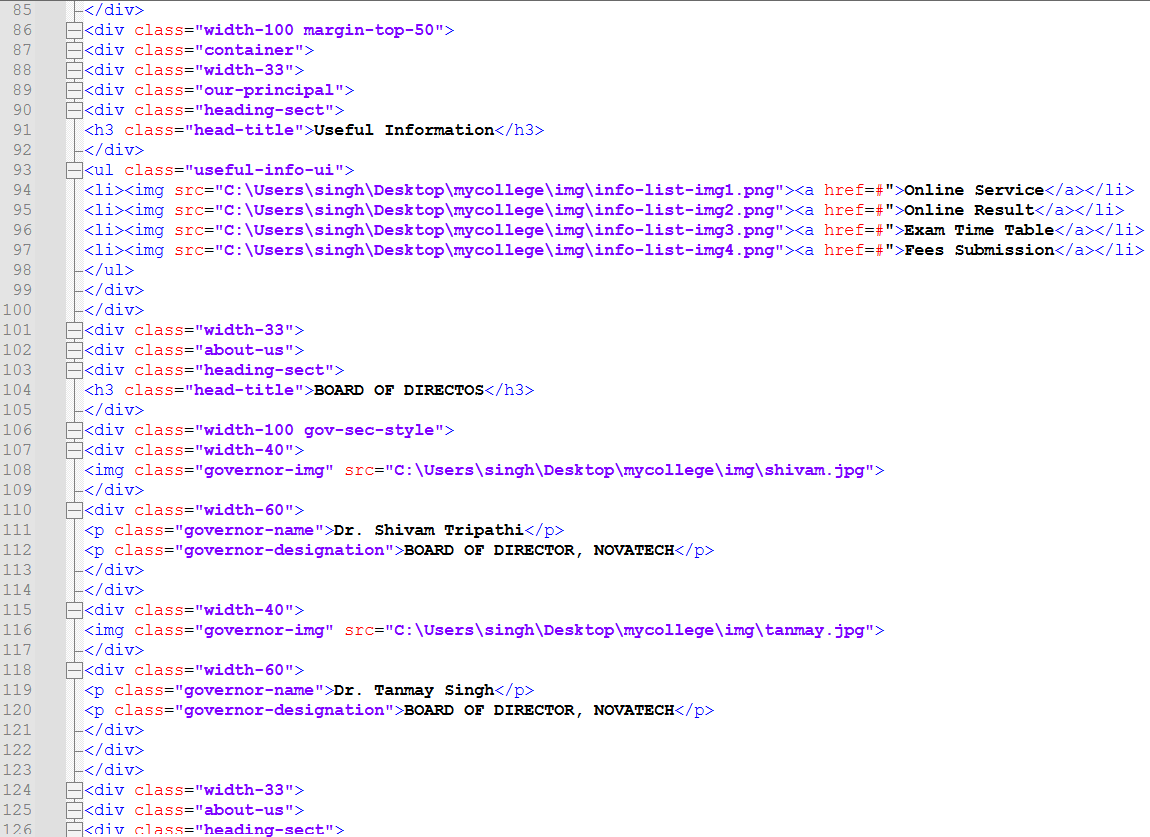 85 </div>
86 <div class="width-100 margin-top-50">
87 <div class="container">
88 <div class="width-33">
89 <div class="our-principal">
90 <div class="heading-sect">
91 <h3 class="head-title">Useful Information</h3>
92 </div>
93 <ul class="useful-info-ui">
94 <li><img src="C:\Users\singh\Desktop\mycollege\img\info-list-img1.png"><a href=#">Online Service</a></li>
95 <li><img src="C:\Users\singh\Desktop\mycollege\img\info-list-img2.png"><a href=#">Online Result</a></li>
96 <li><img src="C:\Users\singh\Desktop\mycollege\img\info-list-img3.png"><a href=#">Exam Time Table</a></li>
97 <li><img src="C:\Users\singh\Desktop\mycollege\img\info-list-img4.png"><a href=#">Fees Submission</a></li>
98 </ul>
99 </div>
100 </div>
101 <div class="width-33">
102 <div class="about-us">
103 <div class="heading-sect">
104 <h3 class="head-title">BOARD OF DIRECTOS</h3>
105 </div>
106 <div class="width-100 gov-sec-style">
107 <div class="width-40">
108 <img class="governor-img" src="C:\Users\singh\Desktop\mycollege\img\shivam.jpg">
109 </div>
110 <div class="width-60">
111 <p class="governor-name">Dr. Shivam Tripathi</p>
112 <p class="governor-designation">BOARD OF DIRECTOR, NOVATECH</p>
113 </div>
114 </div>
115 <div class="width-40">
116 <img class="governor-img" src="C:\Users\singh\Desktop\mycollege\img\tanmay.jpg">
117 </div>
118 <div class="width-60">
119 <p class="governor-name">Dr. Tanmay Singh</p>
120 <p class="governor-designation">BOARD OF DIRECTOR, NOVATECH</p>
121 </div>
122 </div>
123 </div>
124 <div class="width-33">
125 <div class="about-us">
126 <div class="heading-sect">